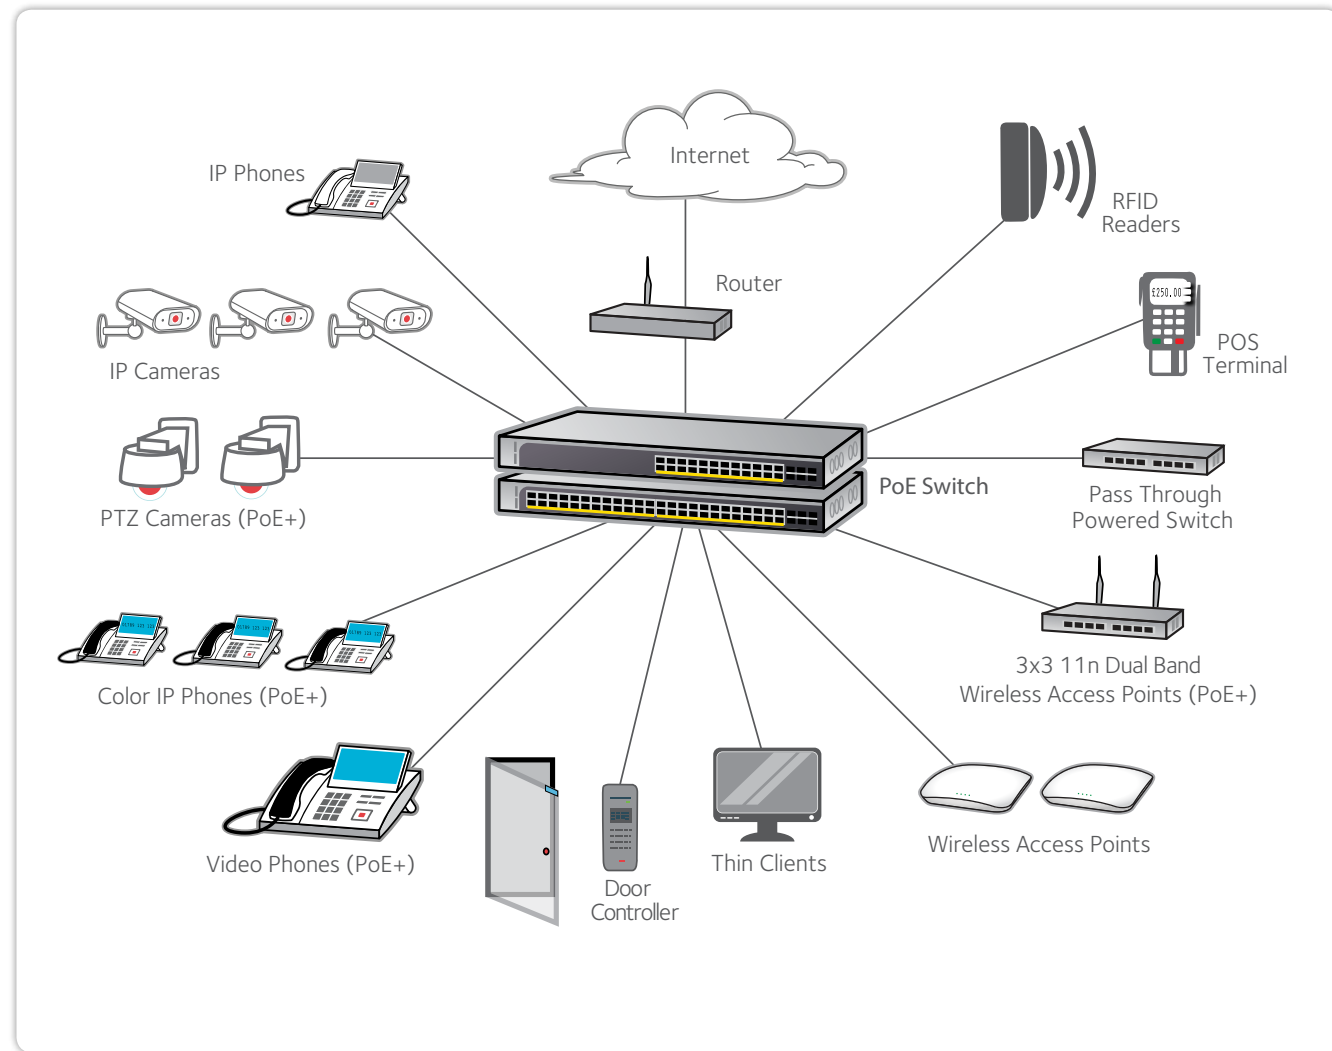 Internet
IP Phones
RFID
Readers
Router
£250.00
POS
Terminal
IP Cameras
PoE Switch
Pass Through
Powered Switch
PTZ Cameras (PoE+)
3x3 11n Dual Band
Wireless Access Points (PoE+)
Color IP Phones (PoE+)
Video Phones (PoE+)
Door
Controller
Thin Clients
Wireless Access Points